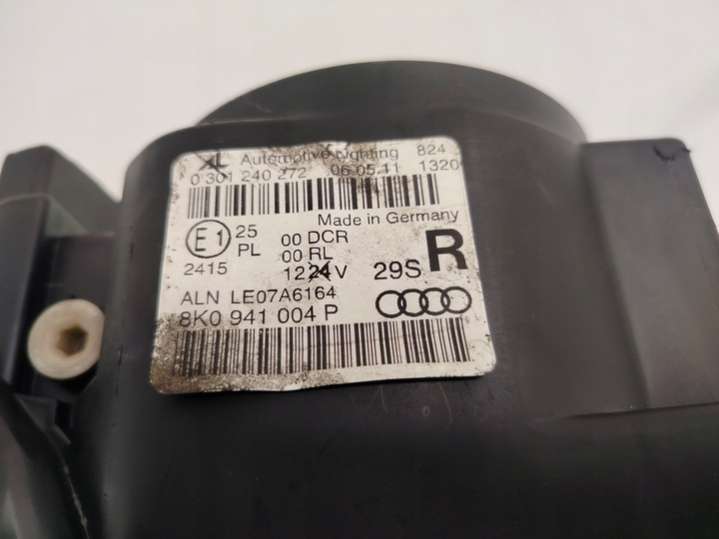 AL Automotive Lighting 824
0 301 240 272 06.05.11 1320
Made in Germany
E1 25 00 DCR
PL 00 RL R
2415 1224V 29S
ALN LE07A6164
8K0 941 004 P